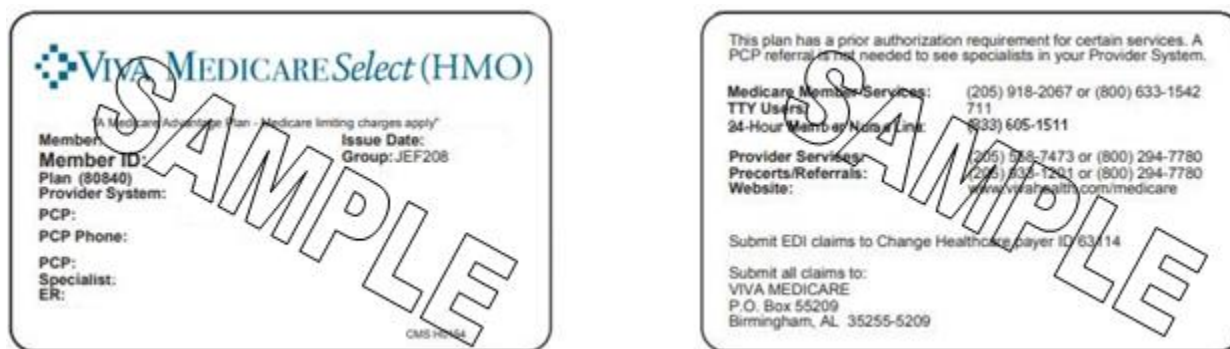 VIVA MEDICARE Select (HMO)
"A Medicare Advantage Plan - Medicare limiting charges apply"
Member:
Issue Date:
Member ID:
Group: JEF208
Plan (80840)
Provider System:
PCP:
PCP Phone:
PCP:
Specialist:
ER:
CMS
SAMPLE
This plan has a prior authorization requirement for certain services. A
PCP referral is not needed to see specialists in your Provider System.
Medicare Member Services: (205) 918-2067 or (800) 633-1542
TTY Users: 711
24-Hour Member Nurse Line: (833) 605-1511
Provider Services: (205) 558-7473 or (800) 294-7780
Precerts/Referrals: (205) 933-1201 or (800) 294-7780
Website: www.vivahealth.com/medicare
Submit EDI claims to Change Healthcare payer ID 63114
Submit all claims to:
VIVA MEDICARE
P.O. Box 55209
Birmingham, AL 35255-5209
SAMPLE